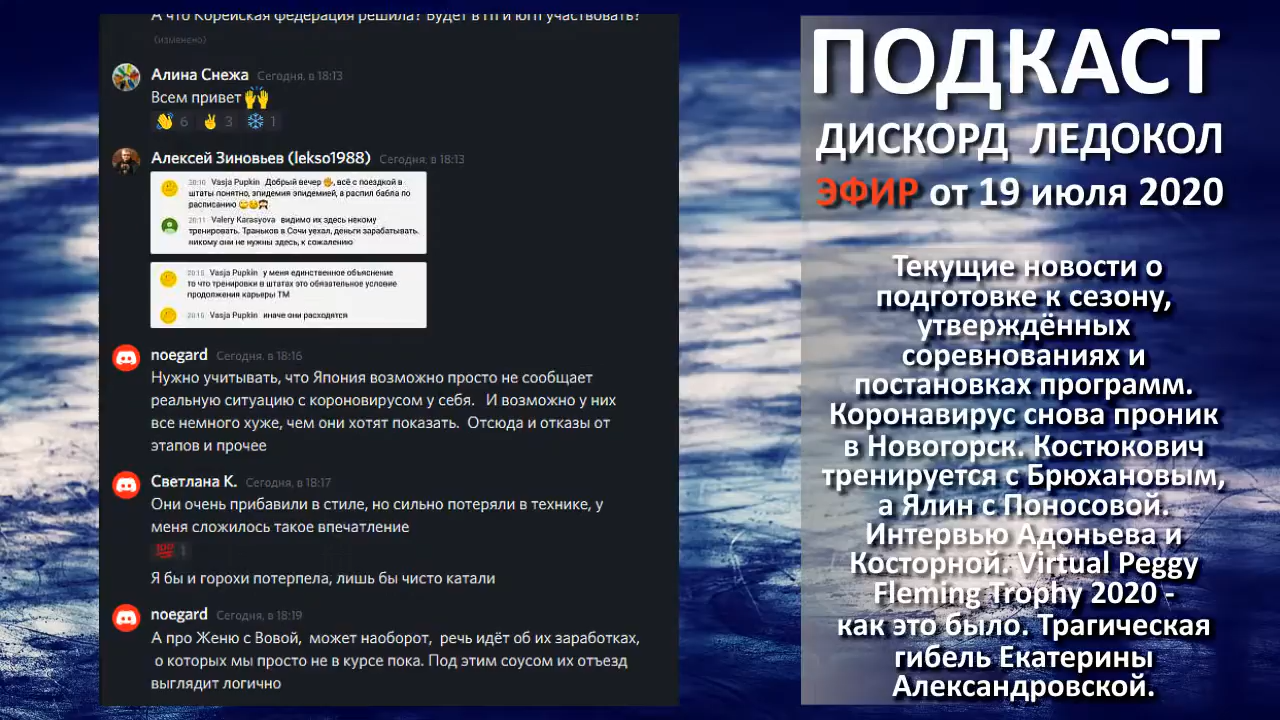 А что Корейская федерация решила? Будет в ГП и ЮГП участвовать?
(изменено)
Алина Снежа Сегодня, в 18:13
Всем привет 🙌
👋 6 ✌ 3 ❄ 1
Алексей Зиновьев (lekso1988) Сегодня, в 18:13
20:10 Vasja Pupkin Добрый вечер🖐, всё с поездкой в
штаты понятно, эпидемия эпидемией, а распил бабла по
расписанию
20:11 Valery Karasyova видимо их здесь некому
тренировать. Траньков в Сочи уехал, деньги зарабатывать.
никому они не нужны здесь, к сожалению
Vasja Pupkin у меня единственное объяснение
то что тренировки в штатах это обязательное условие
продолжения карьеры ТМ
Vasja Pupkin иначе они расходятся
noegard Сегодня, в 18:16
Нужно учитывать, что Япония возможно просто не сообщает
реальную ситуацию с короновирусом у себя. И возможно у них
все немного хуже, чем они хотят показать. Отсюда и отказы от
этапов и прочее
Светлана К. Сегодня, в 18:17
Они очень прибавили в стиле, но сильно потеряли в технике, у
меня сложилось такое впечатление
💯 1
Я бы и горохи потерпела, лишь бы чисто катали
noegard Сегодня, в 18:19
А про Женю с Вовой, может наоборот, речь идёт об их заработках,
о которых мы просто не в курсе пока. Под этим соусом их отъезд
выглядит логично
ПОДКАСТ
ДИСКОРД ЛЕДОКОЛ
ЭФИР от 19 июля 2020
Текущие новости о
подготовке к сезону,
утверждённых
соревнованиях и
постановках программ.
Коронавирус снова проник
в Новогорск. Костюкович
тренируется с Брюхановым,
а Ялин с Поносовой.
Интервью Адоньева и
Косторной. Virtual Peggy
Fleming Trophy 2020 -
как это было. Трагическая
гибель Екатерины
Александровской.